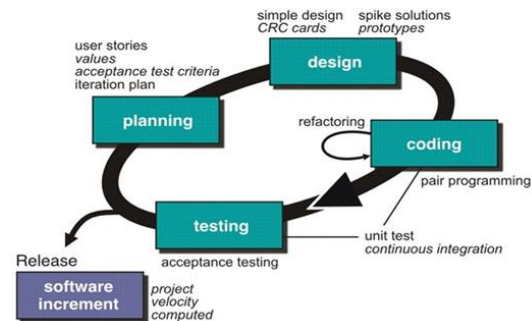 simple design
CRC cards
spike solutions
prototypes
user stories
values
acceptance test criteria
iteration plan
design
planning
refactoring
coding
pair programming
testing
unit test
continuous integration
acceptance testing
Release
software
increment
project
velocity
computed